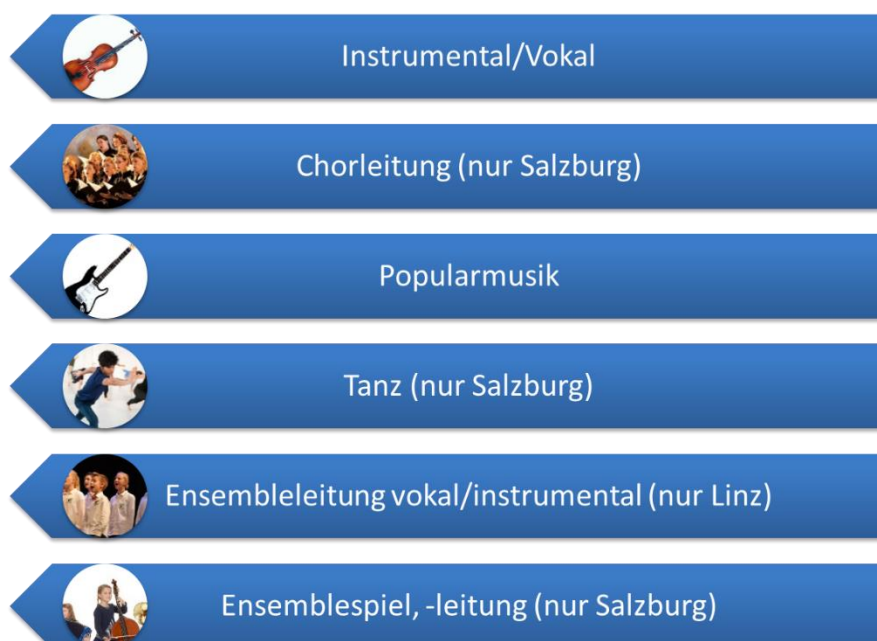 Instrumental/Vokal
Chorleitung (nur Salzburg)
Popularmusik
Tanz (nur Salzburg)
Ensembleleitung vokal/instrumental (nur Linz)
Ensemblespiel, -leitung (nur Salzburg)